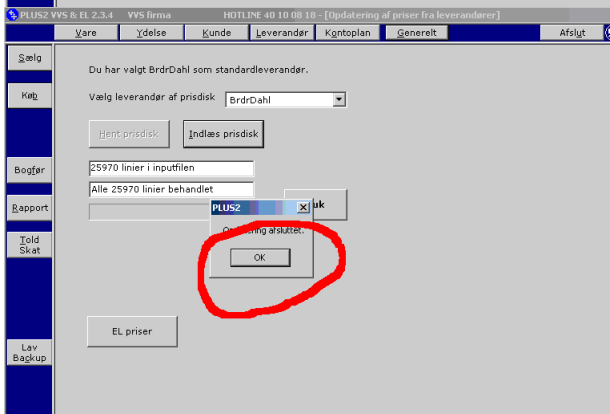 PLUS2 VVS & EL 2.3.4 VVS firma HOTLINE 40 10 08 18 - [Opdatering af priser fra leverandører]
Vare Ydelse Kunde Leverandør Kontoplan Generelt Afslut
Sælg
Du har valgt BrdrDahl som standardleverandør.
Køb
Vælg leverandør af prisdisk BrdrDahl
Hent prisdisk Indlæs prisdisk
Bogfør
25970 linier i inputfilen
Alle 25970 linier behandlet
Rapport
PLUS2
uk
Opdatering afsluttet.
OK
Told
Skat
EL priser
Lav
Backup